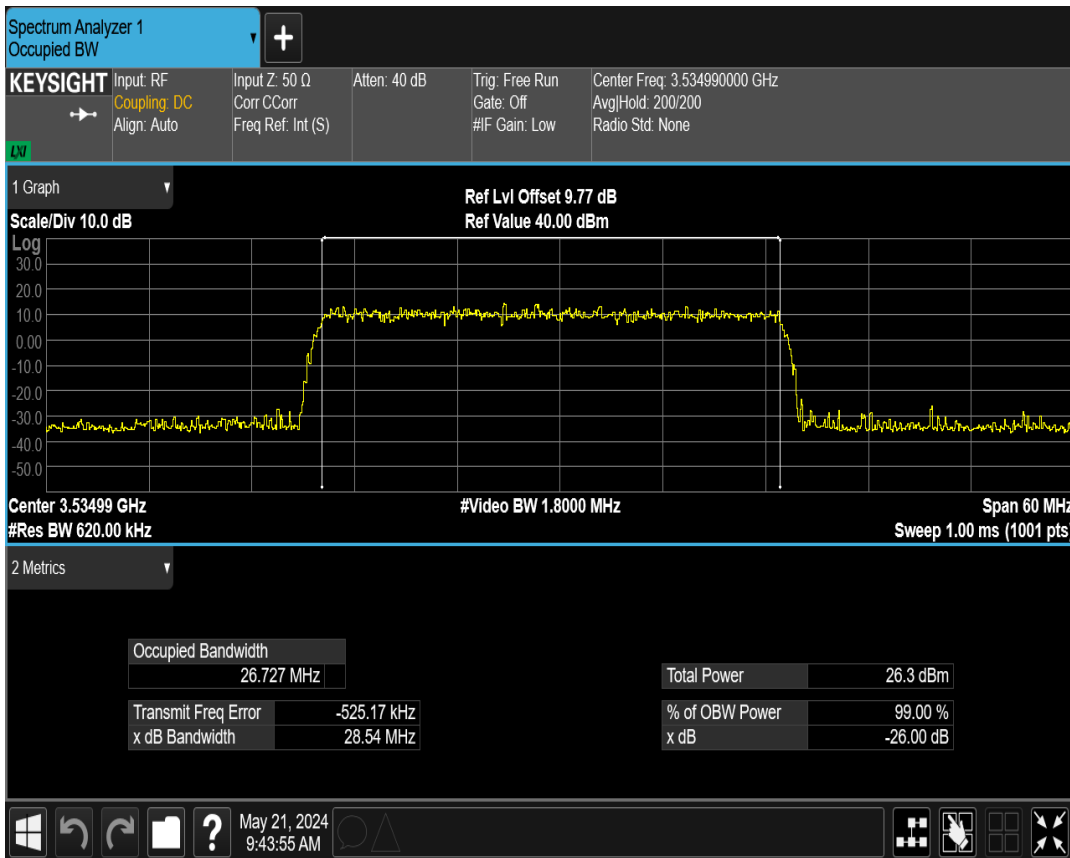 Spectrum Analyzer 1
Occupied BW
+
KEYSIGHT
LXI
Input: RF
Coupling: DC
Align: Auto
Input Z: 50 Ω
Corr CCorr
Freq Ref: Int (S)
Atten: 40 dB
Trig: Free Run
Gate: Off
#IF Gain: Low
Center Freq: 3.534990000 GHz
Avg|Hold: 200/200
Radio Std: None
1 Graph
Scale/Div 10.0 dB
Ref Lvl Offset 9.77 dB
Ref Value 40.00 dBm
Log
30.0
20.0
10.0
0.00
-10.0
-20.0
-30.0
-40.0
-50.0
Center 3.53499 GHz
#Video BW 1.8000 MHz
Span 60 MHz
#Res BW 620.00 kHz
Sweep 1.00 ms (1001 pts)
2 Metrics
Occupied Bandwidth
26.727 MHz
Transmit Freq Error -525.17 kHz
x dB Bandwidth 28.54 MHz
Total Power 26.3 dBm
% of OBW Power 99.00 %
x dB -26.00 dB
?
May 21, 2024
9:43:55 AM